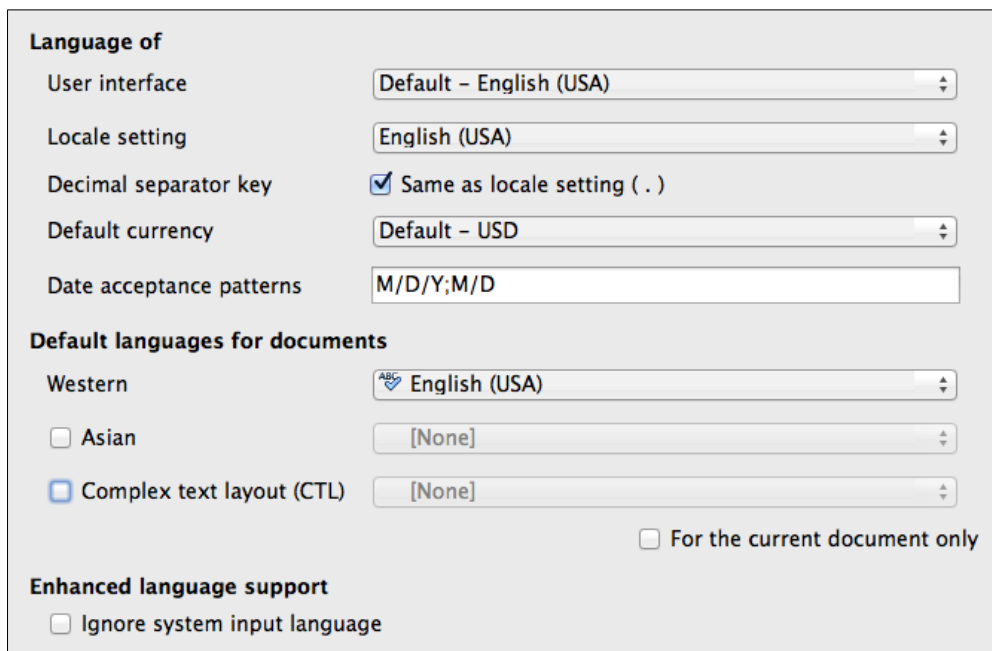 Language of
User interface Default – English (USA)
Locale setting English (USA)
Decimal separator key Same as locale setting ( . )
Default currency Default – USD
Date acceptance patterns M/D/Y;M/D
Default languages for documents
Western ABC English (USA)
Asian [None]
Complex text layout (CTL) [None]
For the current document only
Enhanced language support
Ignore system input language